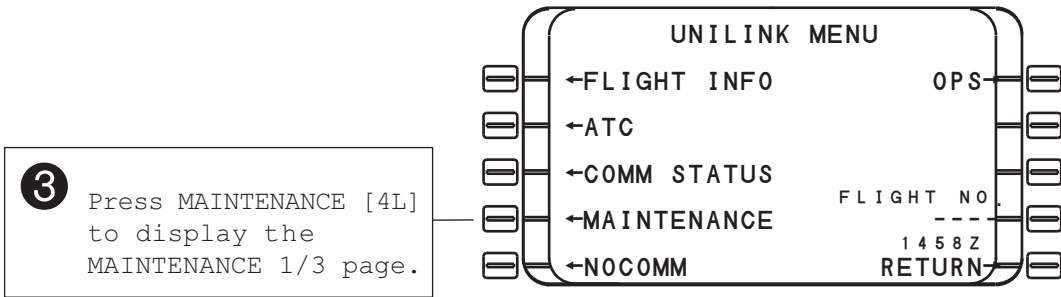 3
Press MAINTENANCE [4L]
to display the
MAINTENANCE 1/3 page.
UNILINK MENU
←FLIGHT INFO OPS→
←ATC
←COMM STATUS
FLIGHT NO.
←MAINTENANCE ----→
1458Z
←NOCOMM RETURN→